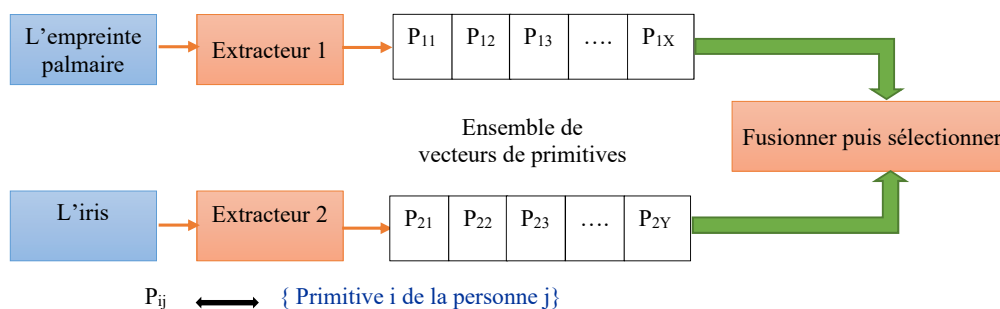 L'empreinte
palmaire
Extracteur 1
P11 P12 P13 …. P1X
Ensemble de
vecteurs de primitives
Fusionner puis sélectionner
L'iris
Extracteur 2
P21 P22 P23 …. P2Y
Pij { Primitive i de la personne j}